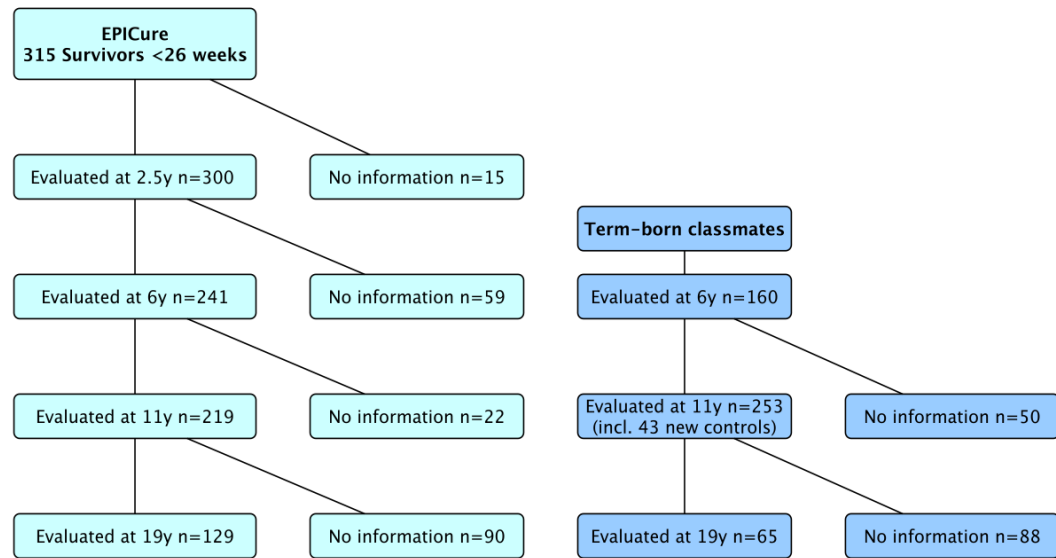 EPICure
315 Survivors <26 weeks
Evaluated at 2.5y n=300
No information n=15
Term-born classmates
Evaluated at 6y n=241
No information n=59
Evaluated at 6y n=160
Evaluated at 11y n=219
No information n=22
Evaluated at 11y n=253
(incl. 43 new controls)
No information n=50
Evaluated at 19y n=129
No information n=90
Evaluated at 19y n=65
No information n=88